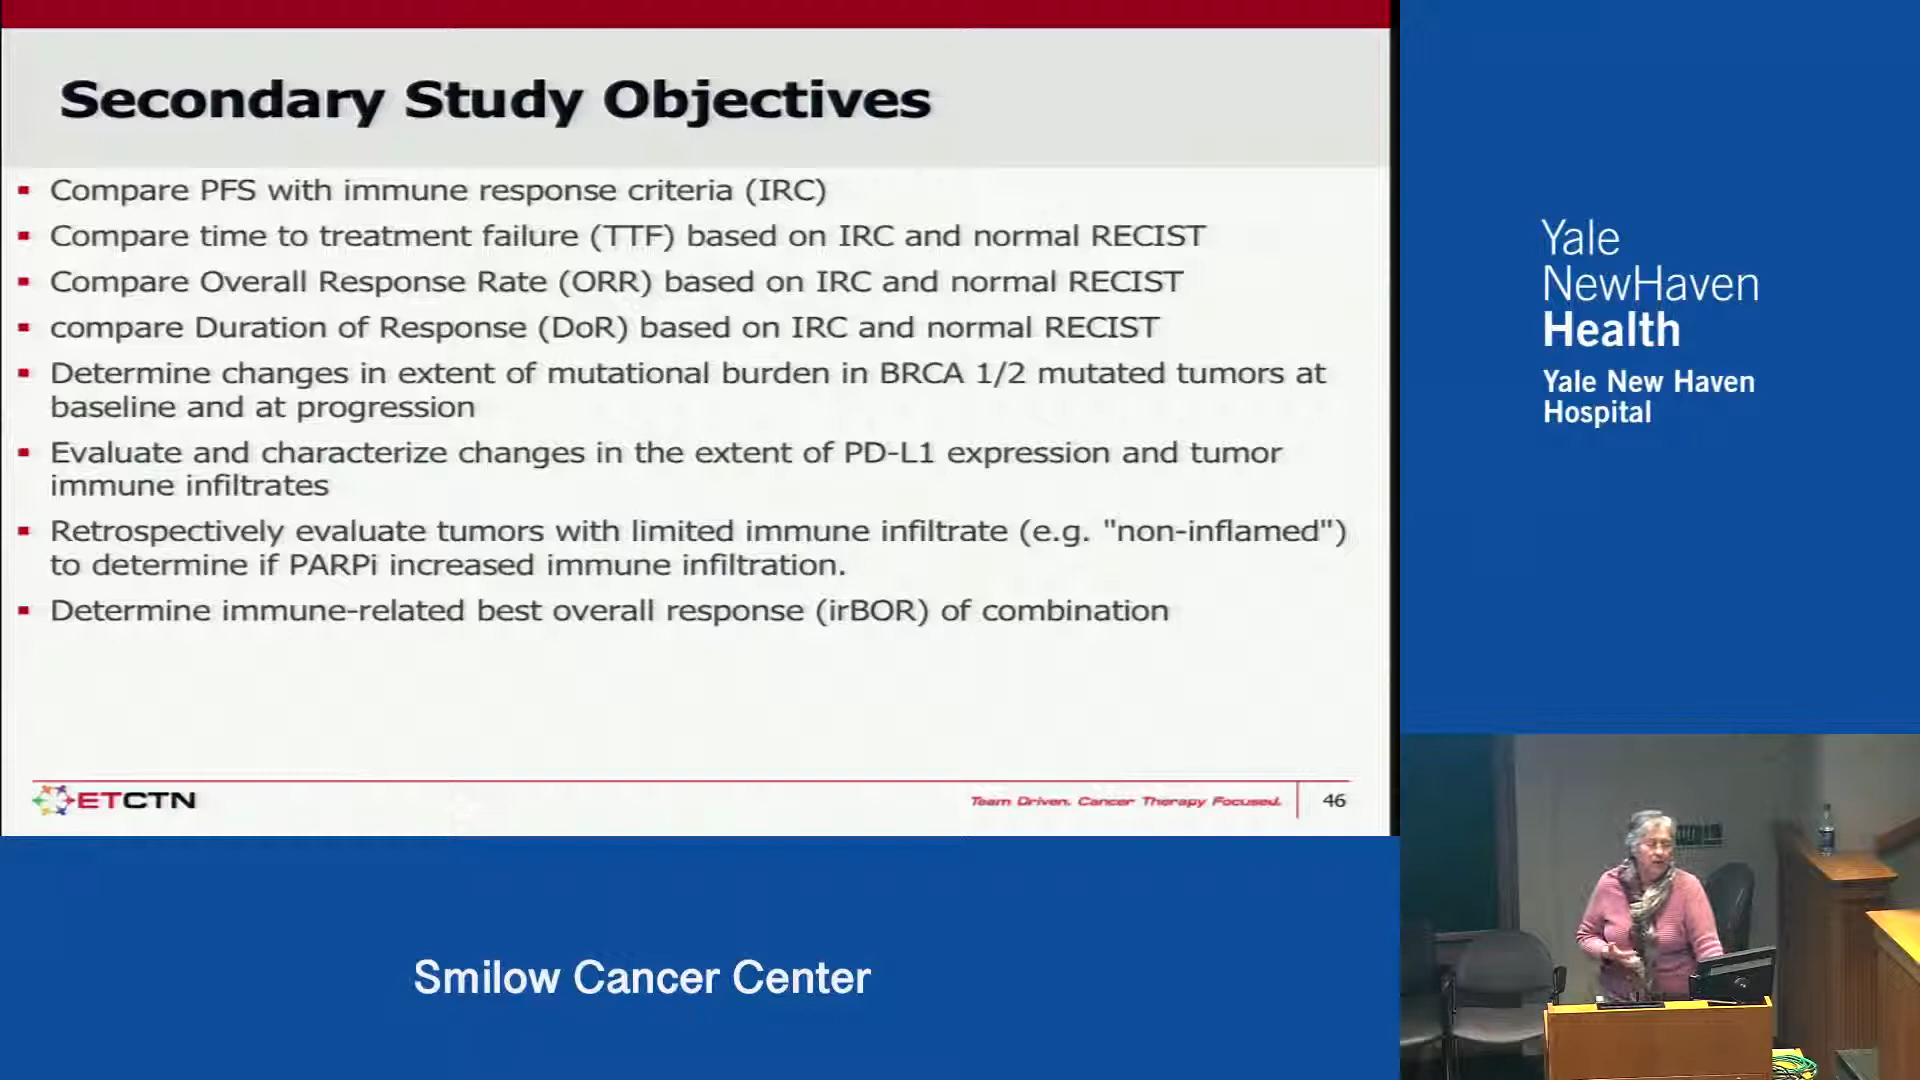 Secondary Study Objectives
Compare PFS with immune response criteria (IRC)
Compare time to treatment failure (TTF) based on IRC and normal RECIST
Compare Overall Response Rate (ORR) based on IRC and normal RECIST
compare Duration of Response (DoR) based on IRC and normal RECIST
Determine changes in extent of mutational burden in BRCA 1/2 mutated tumors at
baseline and at progression
Evaluate and characterize changes in the extent of PD-L1 expression and tumor
immune infiltrates
Retrospectively evaluate tumors with limited immune infiltrate (e.g. "non-inflamed")
to determine if PARPi increased immune infiltration.
Determine immune-related best overall response (irBOR) of combination
ETCTN
Team Driven. Cancer Therapy Focused.
46
Yale
NewHaven
Health
Yale New Haven
Hospital
Smilow Cancer Center